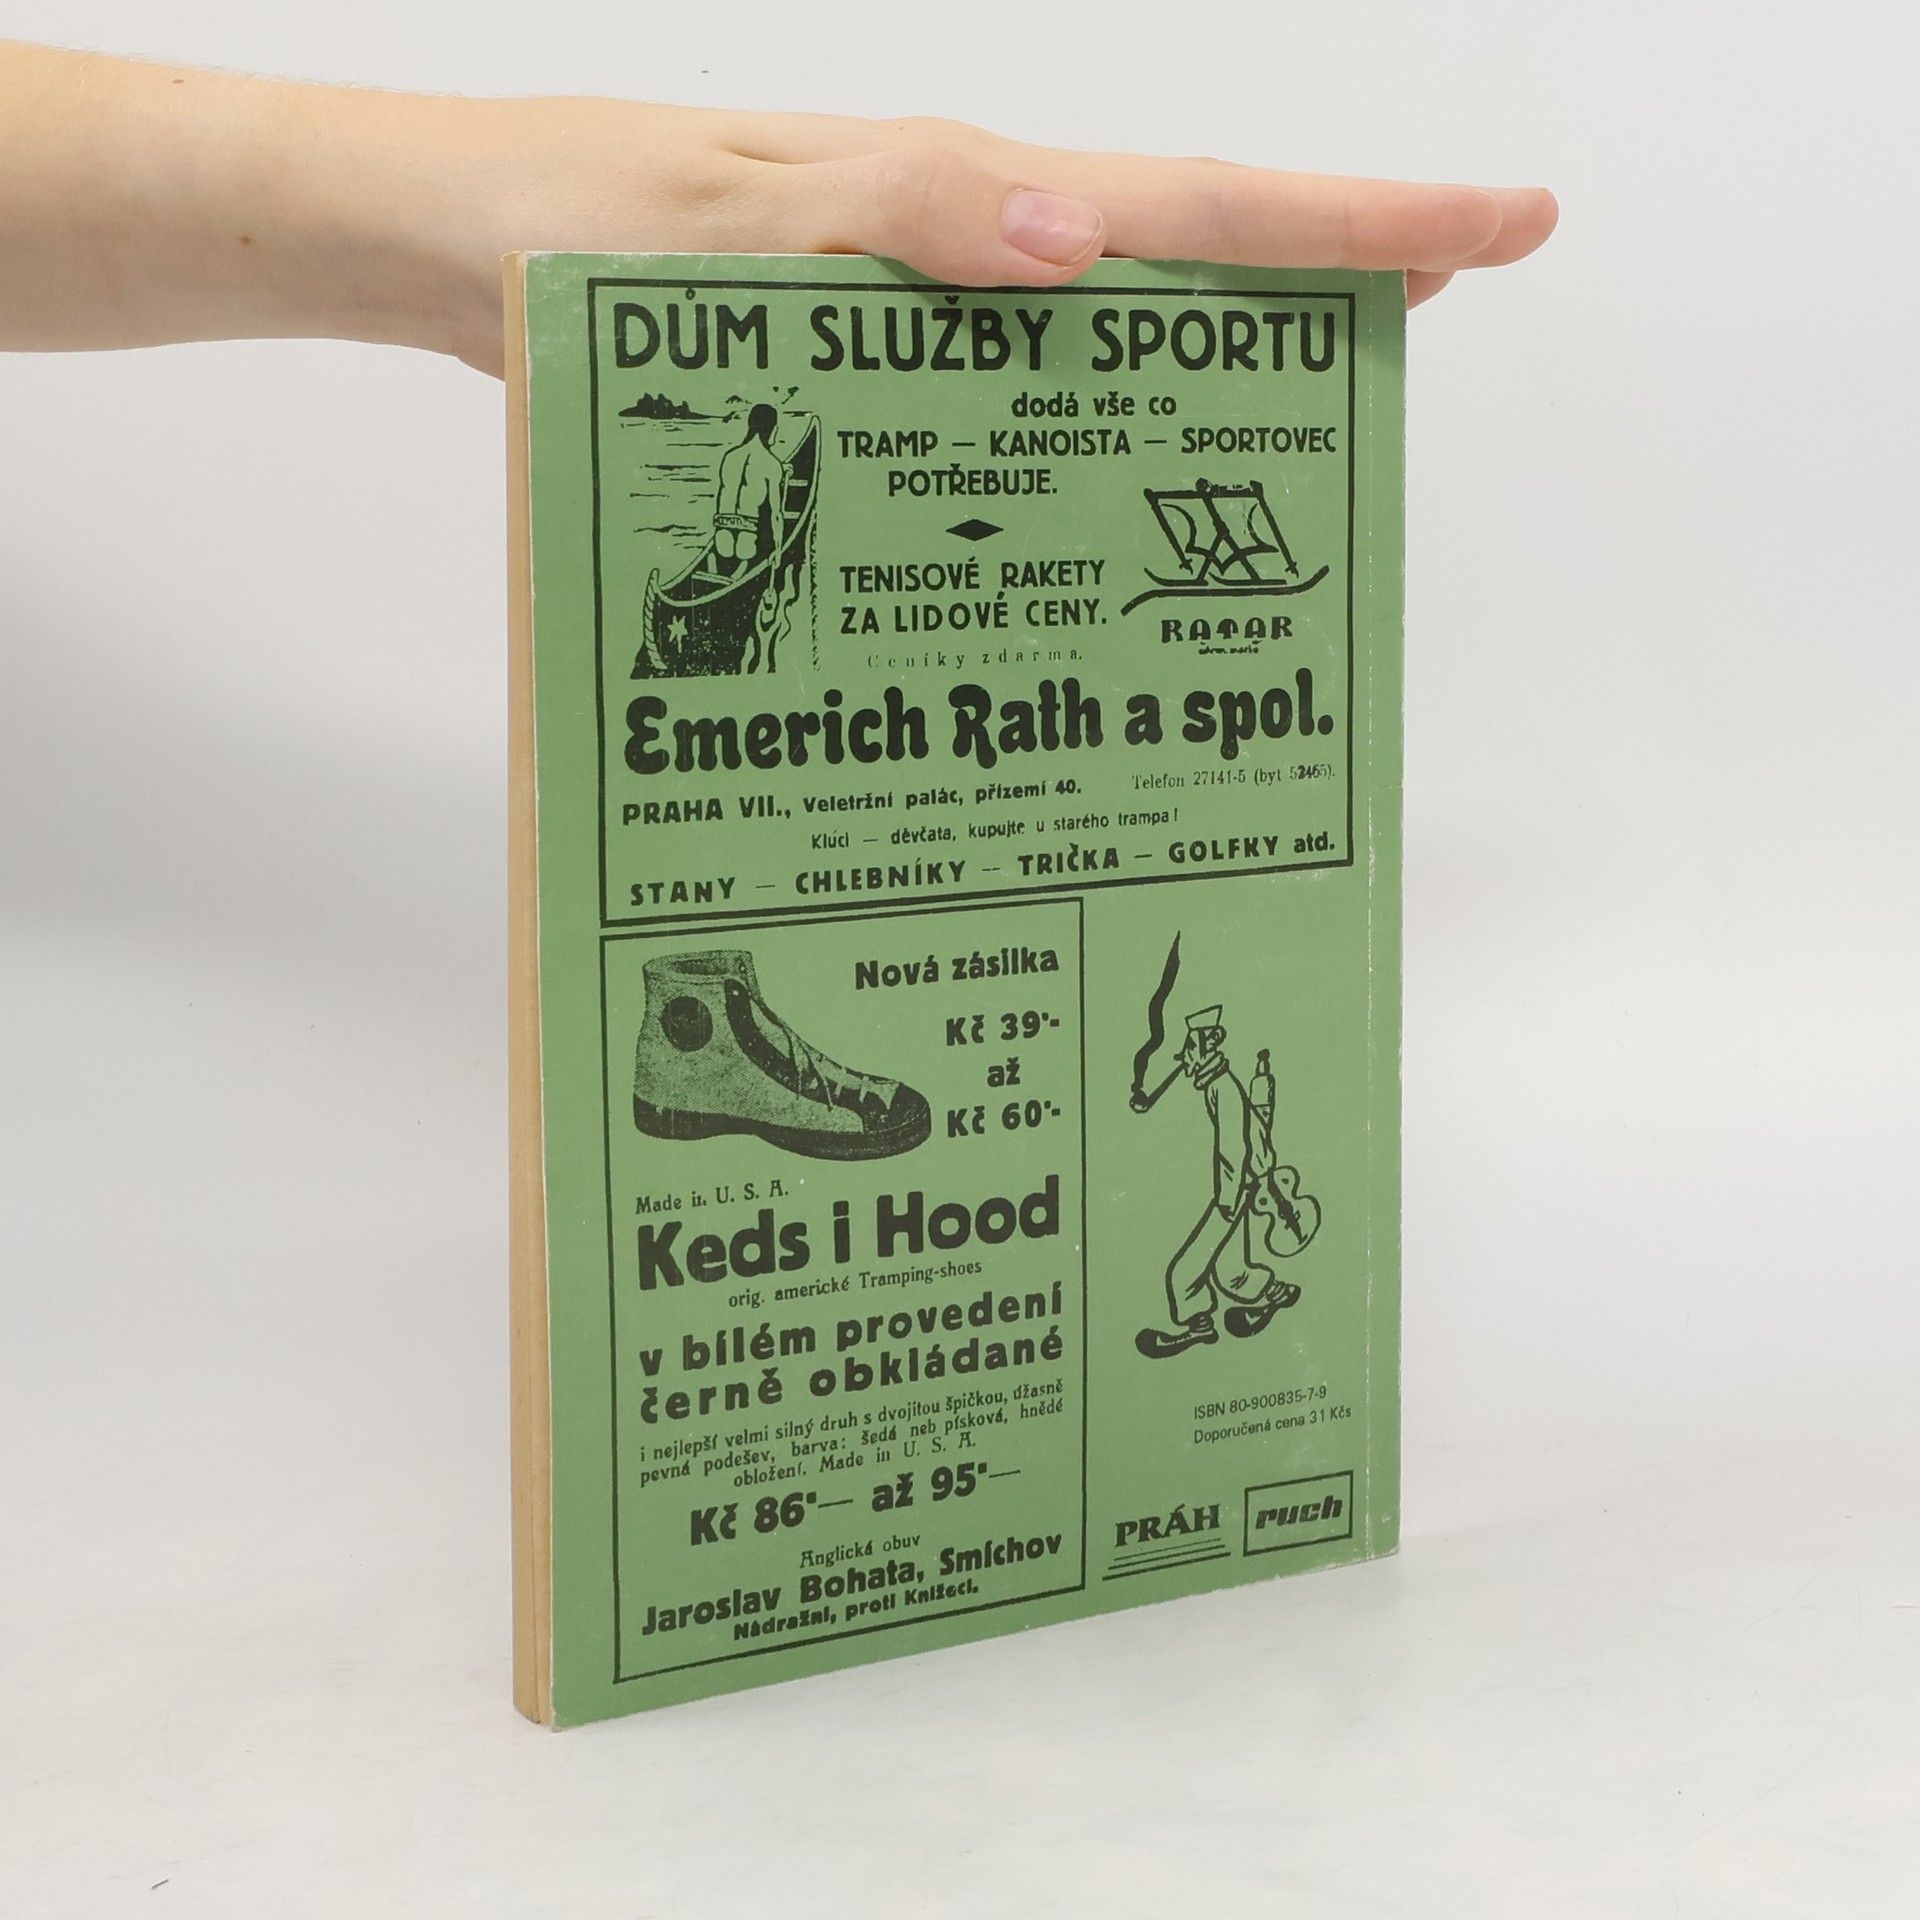 DŮM SLUŽBY SPORTU
dodá vše co
TRAMP — KANOISTA — SPORTOVEC
POTŘEBUJE.
TENISOVÉ RAKETY
ZA LIDOVÉ CENY.
Ceníky zdarma.
RATAR
Emerich Rath a spol.
PRAHA VII., Veletržní palác, přízemí 40. Telefon 27141-5 (byt
Kluci — děvčata, kupujte u starého trampa!
STANY — CHLEBNÍKY — TRIČKA — GOLFKY atd.
Nová zásilka
Kč 39·-
až
Kč 60·-
Made in U. S. A.
Keds i Hood
orig. americké Tramping-shoes
v bílém provedení
černě obkládané
i nejlepší velmi silný druh s dvojitou špičkou, džasně
pevná podešev, barva: šedá neb písková, hnědé
obložení. Made in U. S. A.
Kč 86·— až 95·—
Anglická obuv
Jaroslav Bohata, Smíchov
Nádražní, proti Knížecí.
ISBN 80-900835-7-9
Doporučená cena 31 Kčs
PRÁH
ruch